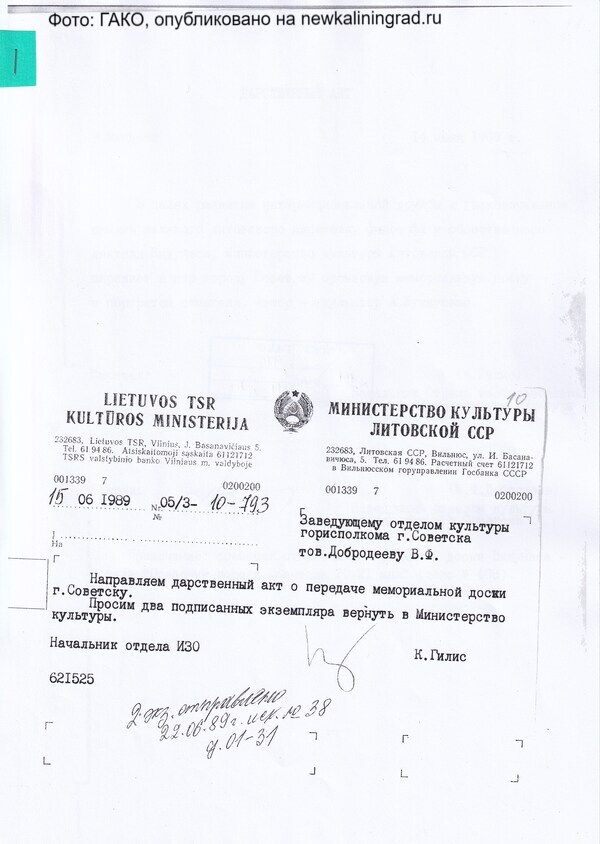 Фото: ГАКО, опубликовано на newkaliningrad.ru
1
10
LIETUVOS TSR
KULTŪROS MINISTERIJA
232683, Lietuvos TSR, Vilnius, J. Basanavičiaus 5.
Tel. 61 94 86. Atsiskaitomoji sąskaita 61121712
TSRS valstybinio banko Vilniaus m. valdyboje
001339 7 0200200
15 06 1989 Nr. 05/3- 10-793
№
На
МИНИСТЕРСТВО КУЛЬТУРЫ
ЛИТОВСКОЙ ССР
232683, Литовская ССР, Вильнюс, ул. И. Басана-
вичюса, 5. Тел. 61 94 86. Расчетный счет 61121712
в Вильнюсском горуправлении Госбанка СССР
001339 7 0200200
Заведующему отделом культуры
горисполкома г.Советска
тов.Добродееву В.Ф.
Направляем дарственный акт о передаче мемориальной доски
г.Советску.
Просим два подписанных экземпляра вернуть в Министерство
культуры.
Начальник отдела ИЗО
К.Гилис
621525
2 экз. отправлено
22.06.89г. исх. № 38
д. 01-31